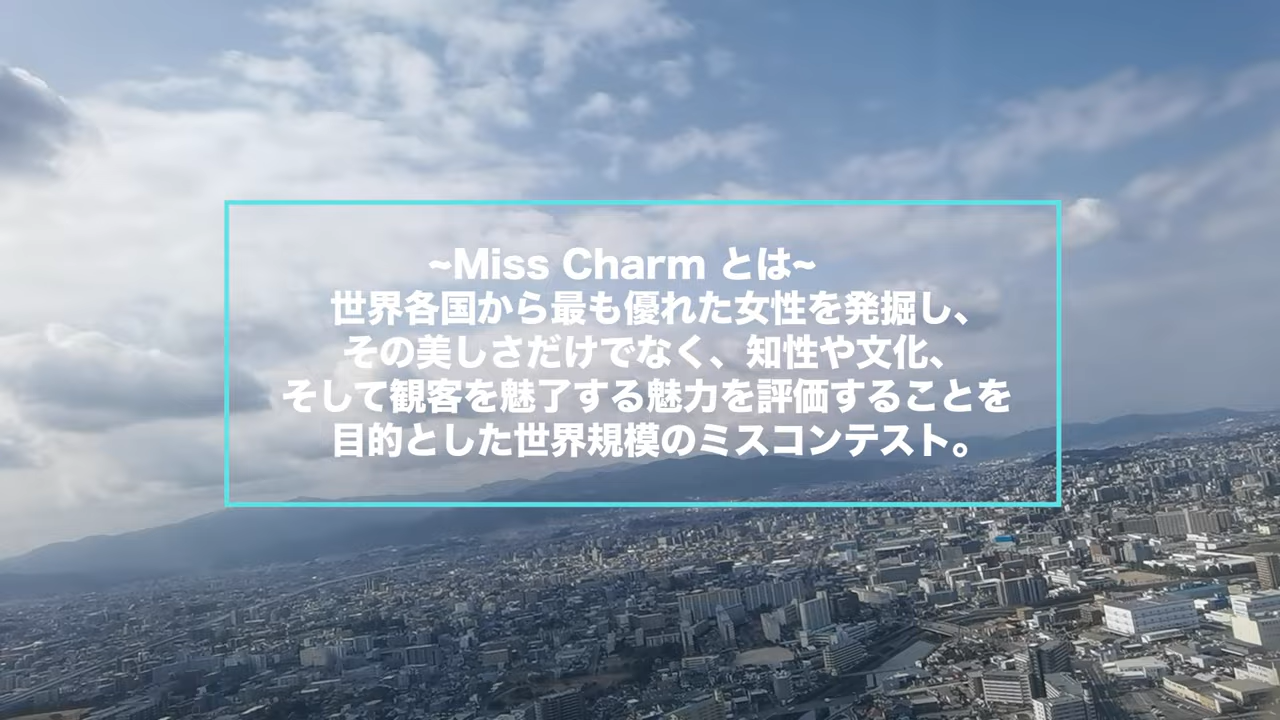 ~Miss Charm とは~
世界各国から最も優れた女性を発掘し、
その美しさだけでなく、知性や文化、
そして観客を魅了する魅力を評価することを
目的とした世界規模のミスコンテスト。